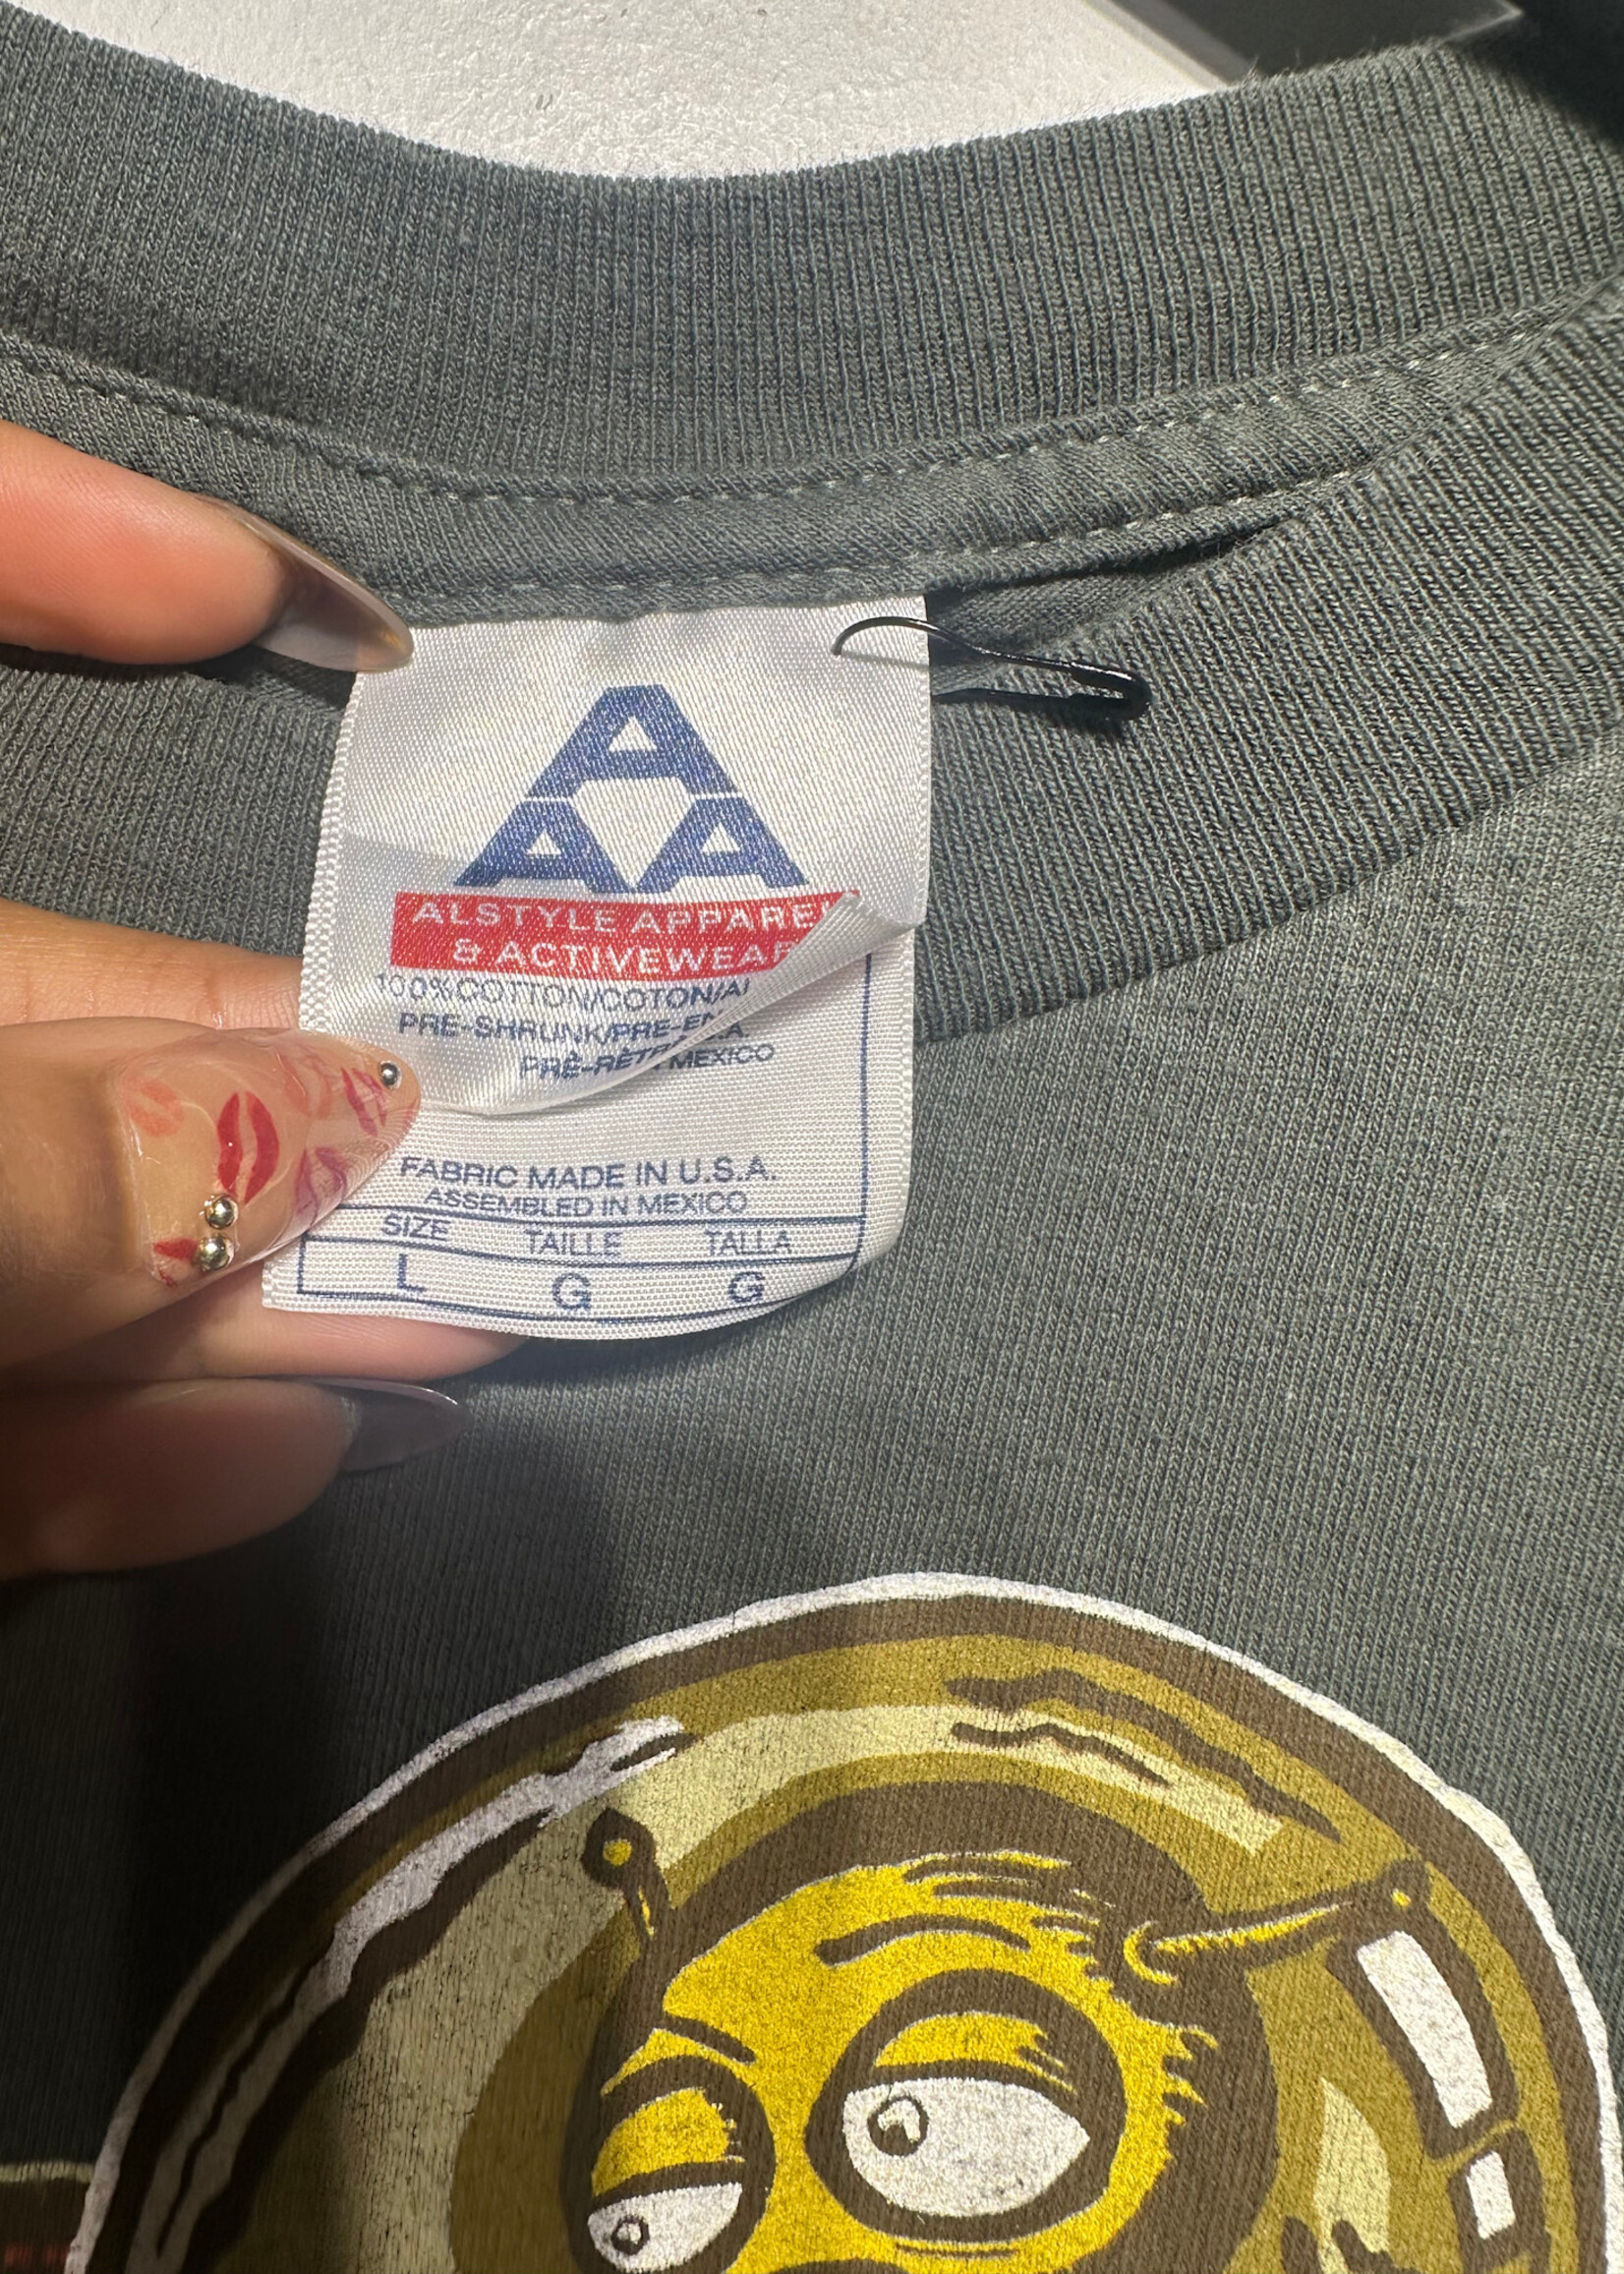 A
AA
ALSTYLE APPAREL
& ACTIVEWEAR
100%COTTON/COTON/
PRE-SHRUNK/PRE-EN
PRÉ-RÉTR
MEXICO
FABRIC MADE IN U.S.A.
ASSEMBLED IN MEXICO
SIZE TAILLE TALLA
L G G